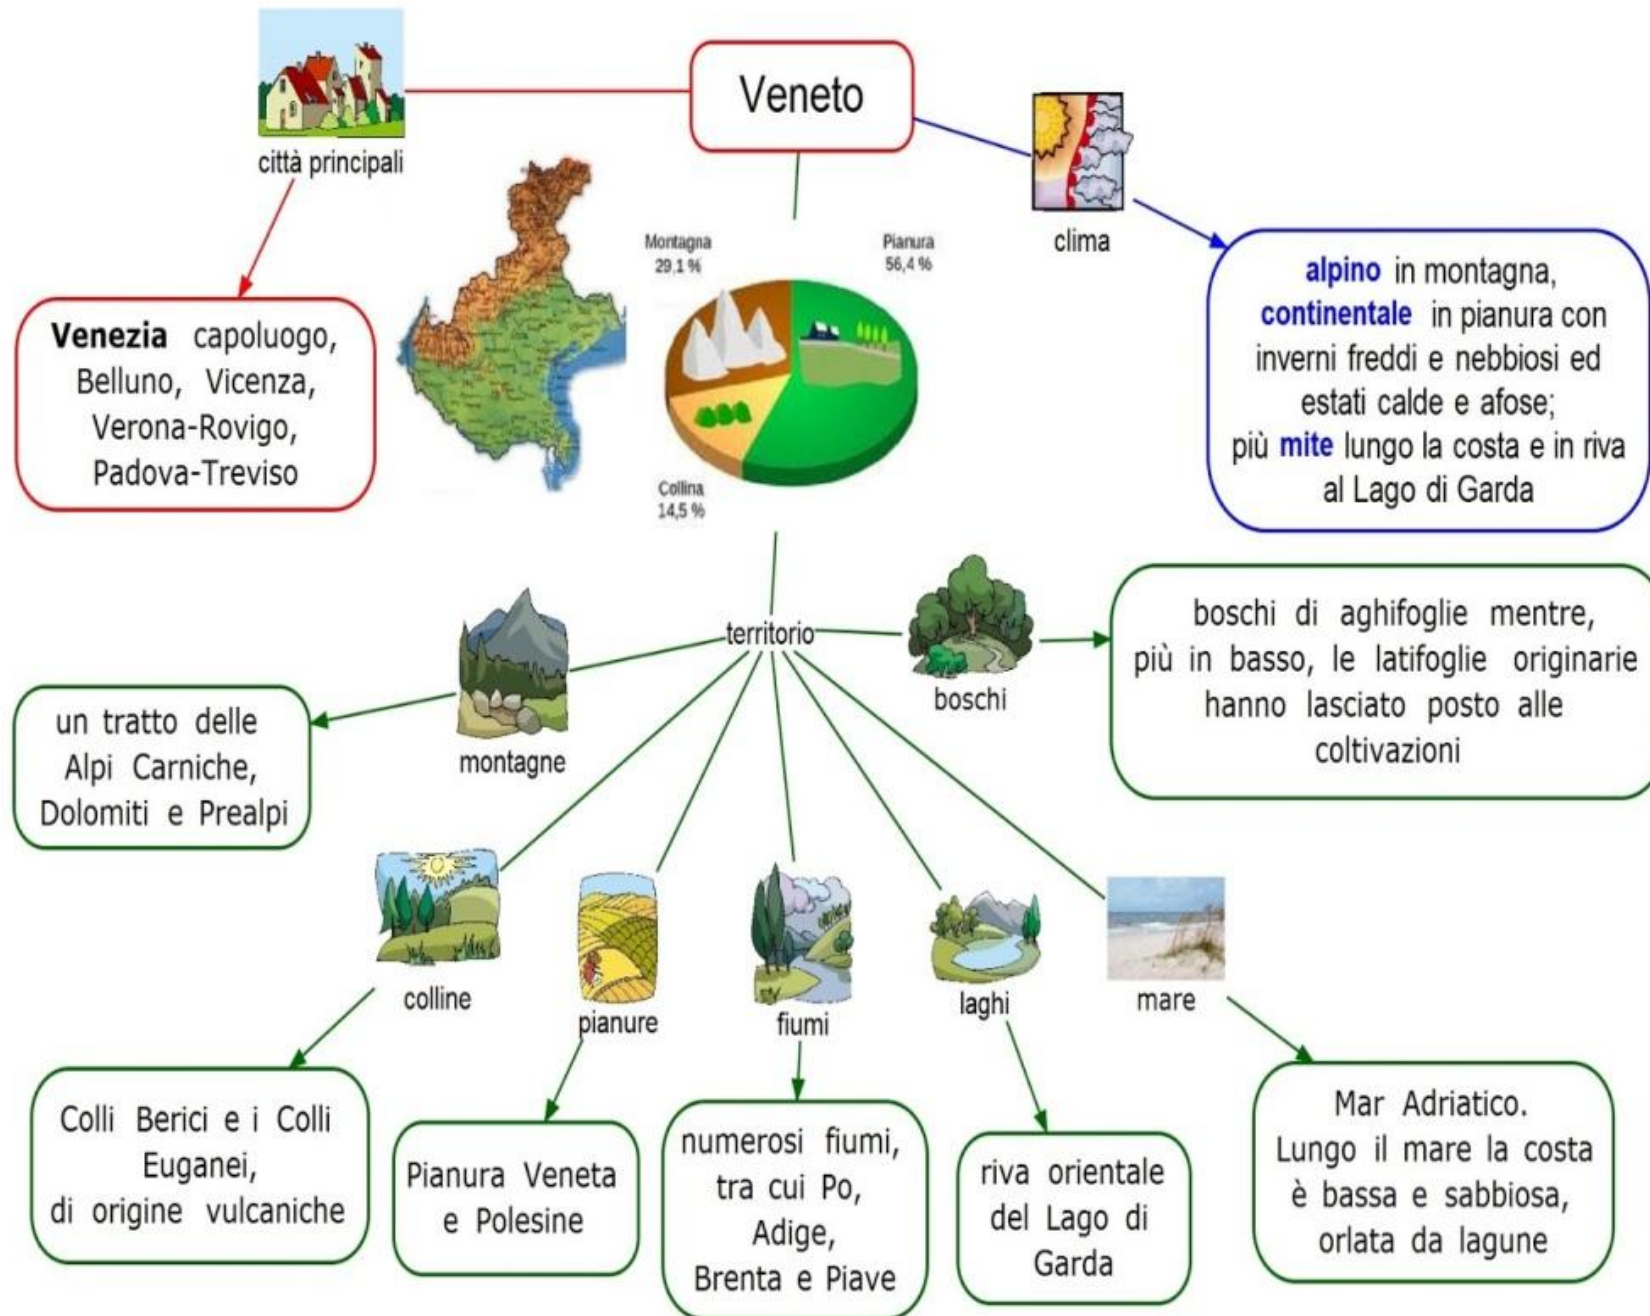 Veneto
città principali
clima
Venezia capoluogo,
Belluno, Vicenza,
Verona-Rovigo,
Padova-Treviso
Montagna
29,1 %
Pianura
56,4 %
Collina
14,5 %
alpino in montagna,
continentale in pianura con
inverni freddi e nebbiosi ed
estati calde e afose;
più mite lungo la costa e in riva
al Lago di Garda
territorio
boschi
boschi di aghifoglie mentre,
più in basso, le latifoglie originarie
hanno lasciato posto alle
coltivazioni
montagne
un tratto delle
Alpi Carniche,
Dolomiti e Prealpi
colline
pianure
fiumi
laghi
mare
Colli Berici e i Colli
Euganei,
di origine vulcaniche
Pianura Veneta
e Polesine
numerosi fiumi,
tra cui Po,
Adige,
Brenta e Piave
riva orientale
del Lago di
Garda
Mar Adriatico.
Lungo il mare la costa
è bassa e sabbiosa,
orlata da lagune